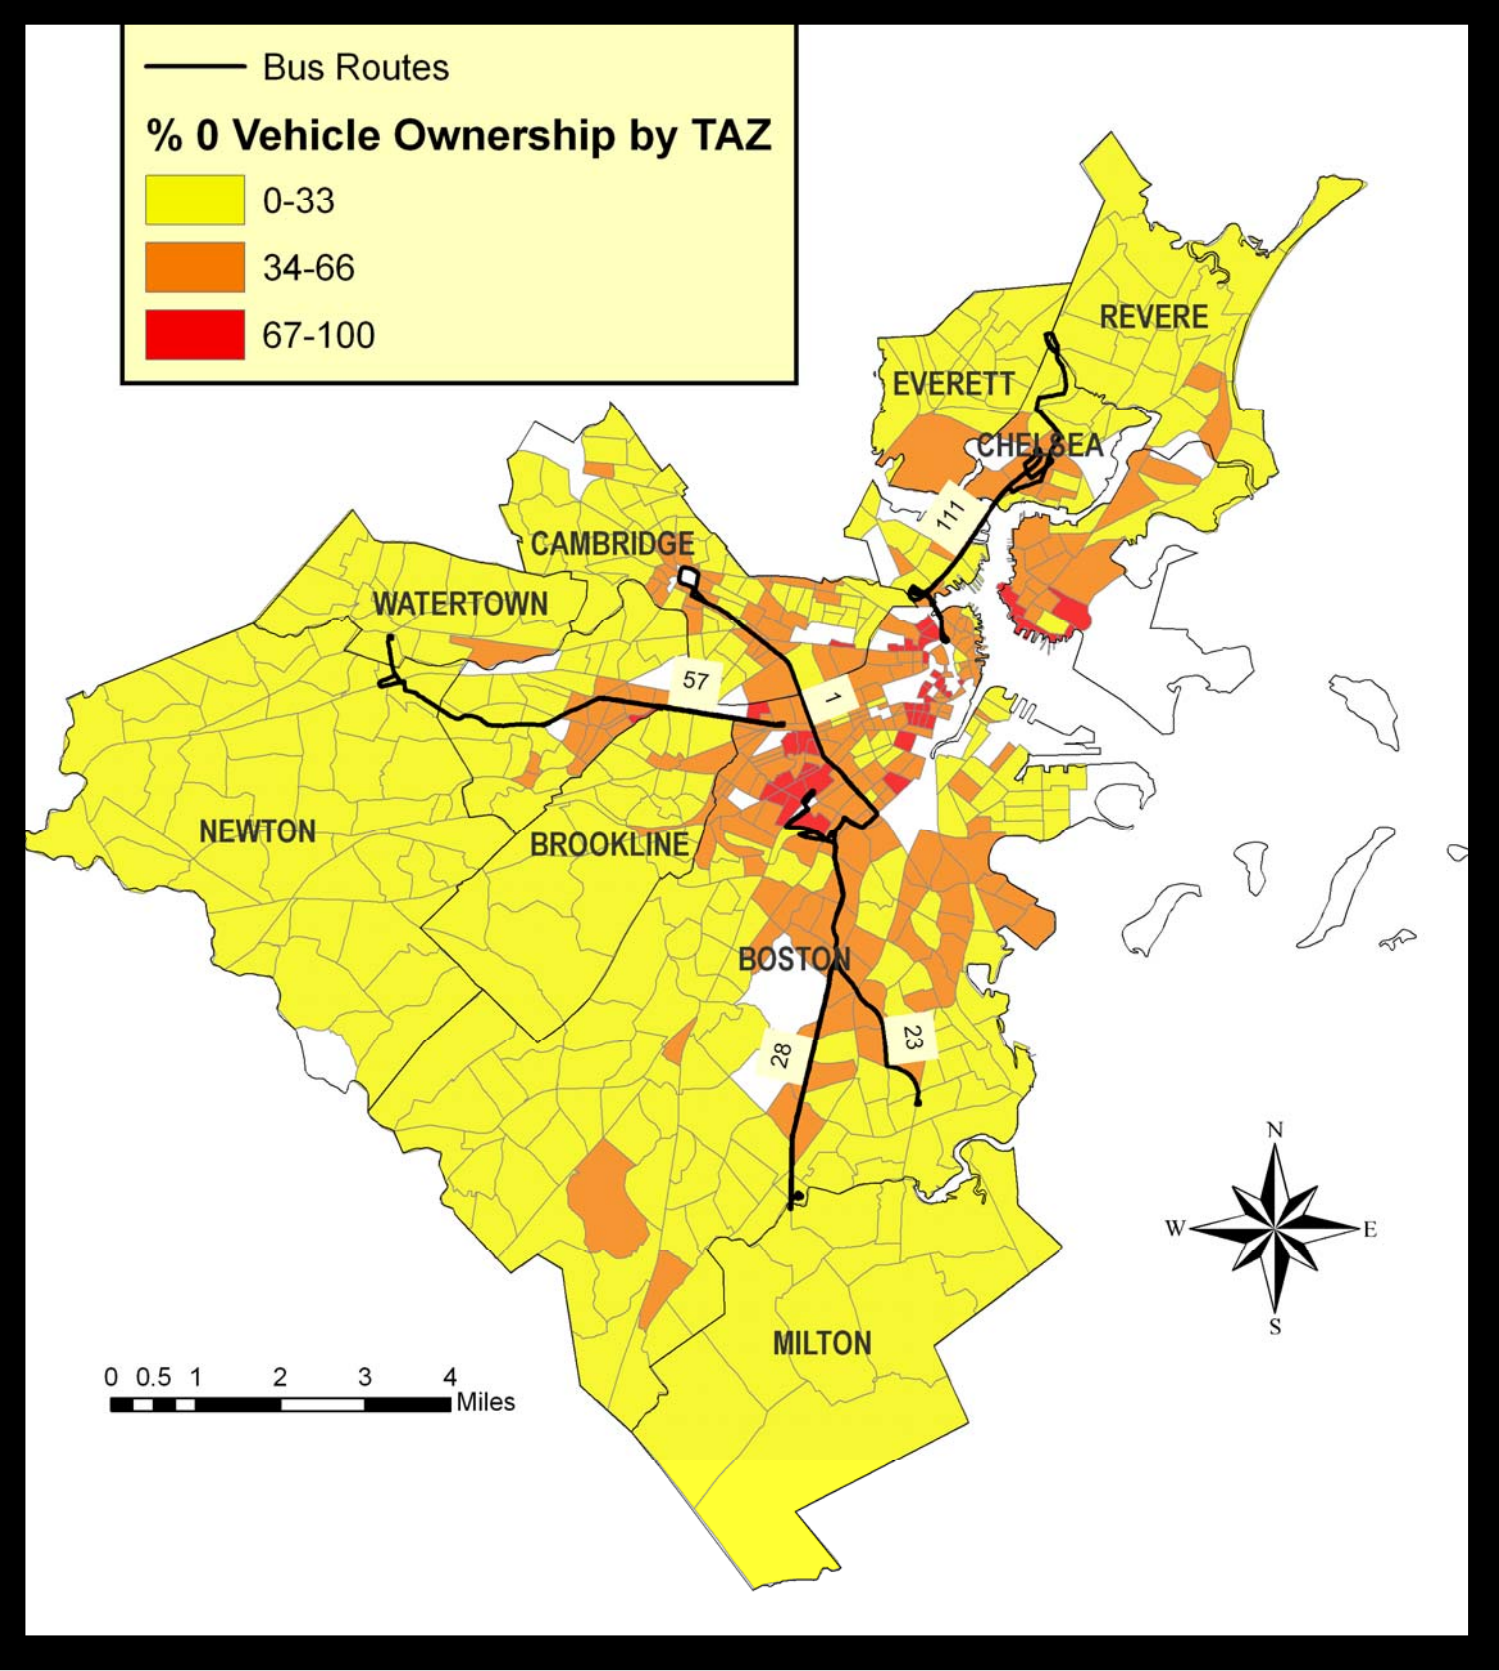 Bus Routes
% 0 Vehicle Ownership by TAZ
0-33
34-66
67-100
REVERE
EVERETT
CHELSEA
111
CAMBRIDGE
WATERTOWN
57
1
NEWTON
BROOKLINE
BOSTON
23
28
N
W E
S
MILTON
0 0.5 1 2 3 4
Miles